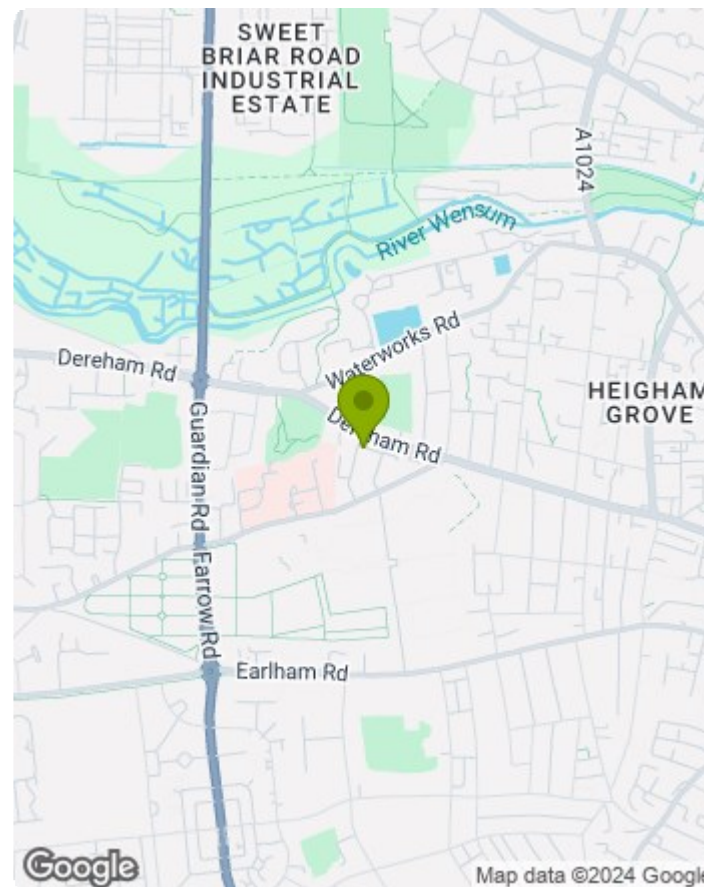 SWEET
BRIAR ROAD
INDUSTRIAL
ESTATE
A1024
River Wensum
Waterworks Rd
Dereham Rd
HEIGHAM
GROVE
Dereham Rd
Guardian Rd
Farrow Rd
Earlham Rd
Google
Map data ©2024 Google